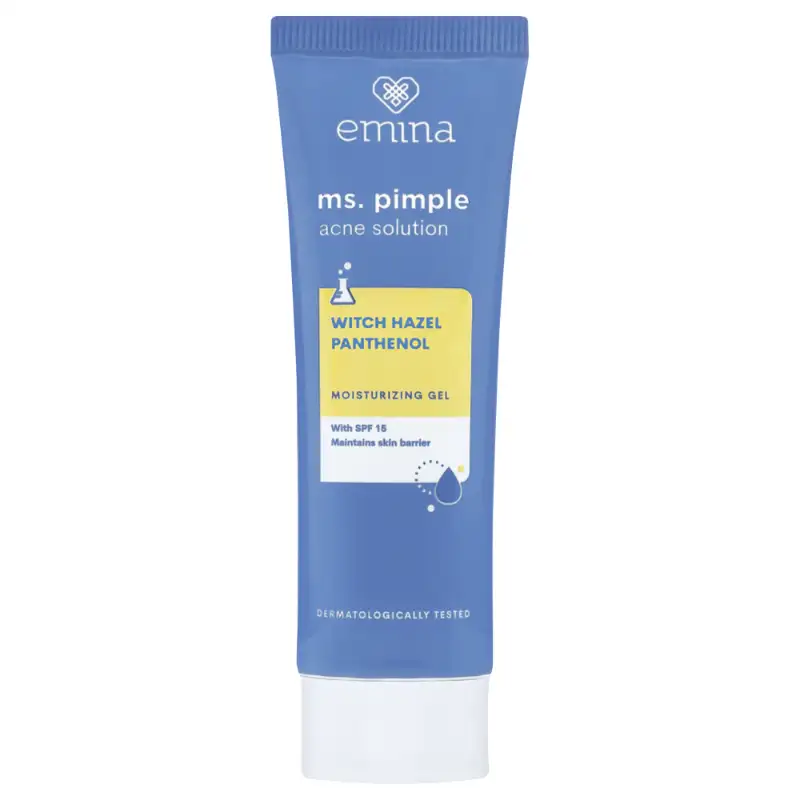 emina
ms. pimple
acne solution
WITCH HAZEL
PANTHENOL
MOISTURIZING GEL
With SPF 15
Maintains skin barrier
DERMATOLOGICALLY TESTED